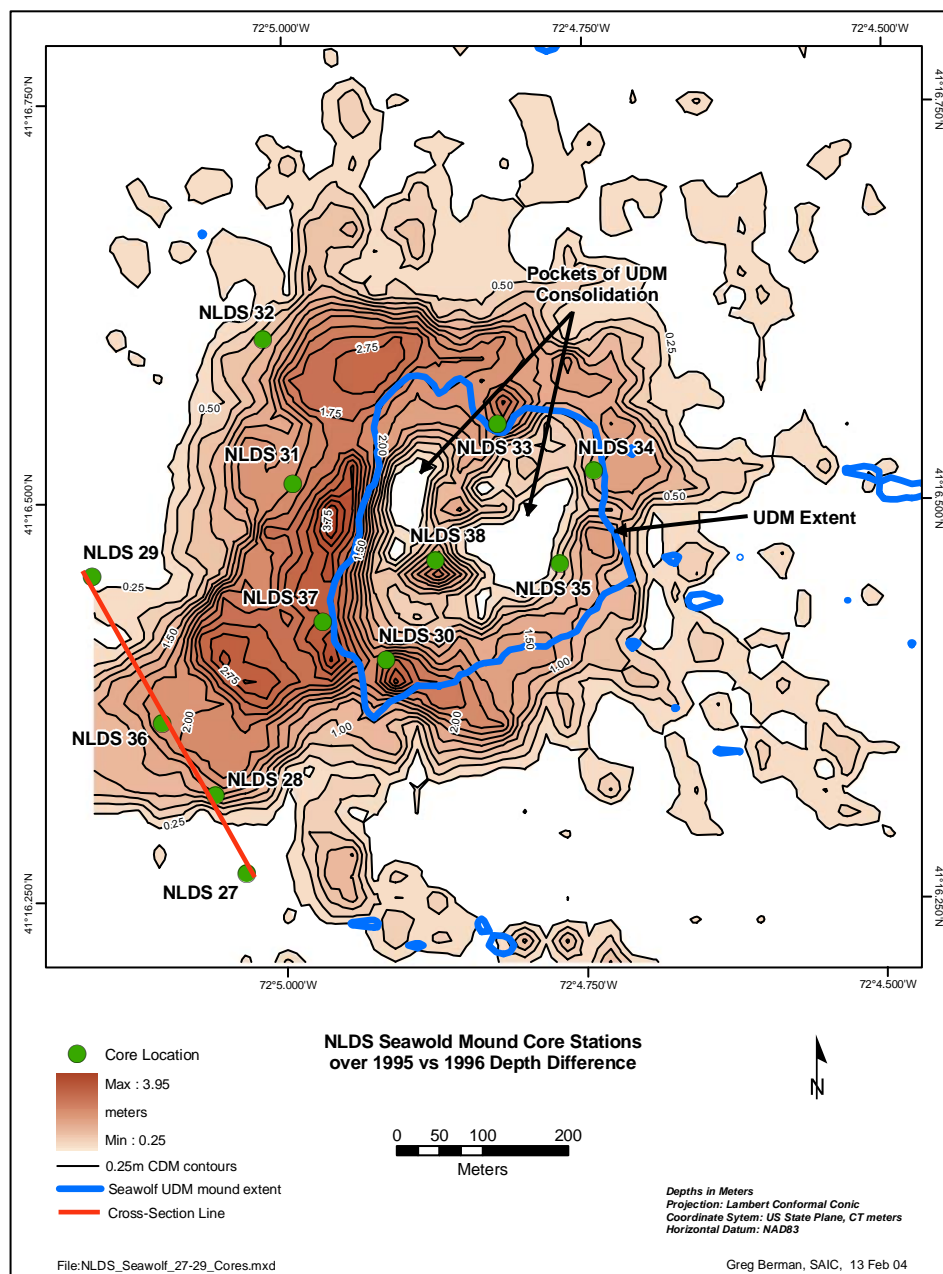 72°5.000'W
72°4.750'W
72°4.500'W
41°16.750'N
41°16.750'N
0.50
Pockets of UDM
Consolidation
NLDS 32
2.75
0.25
0.50
1.75
2.00
NLDS 31
NLDS 33
NLDS 34
41°16.500'N
3.75
0.50
41°16.500'N
UDM Extent
NLDS 38
1.50
NLDS 29
0.25
NLDS 35
NLDS 37
1.50
NLDS 30
1.50
2.75
1.00
NLDS 36
2.00
1.00
2.00
NLDS 28
0.25
NLDS 27
41°16.250'N
41°16.250'N
72°5.000'W
72°4.750'W
72°4.500'W
NLDS Seawold Mound Core Stations
over 1995 vs 1996 Depth Difference
Core Location
Max : 3.95
meters
Min : 0.25
0.25m CDM contours
Seawolf UDM mound extent
Cross-Section Line
0 50 100 200
Meters
N
Depths in Meters
Projection: Lambert Conformal Conic
Coordinate Sytem: US State Plane, CT meters
Horizontal Datum: NAD83
File:NLDS_Seawolf_27-29_Cores.mxd
Greg Berman, SAIC, 13 Feb 04